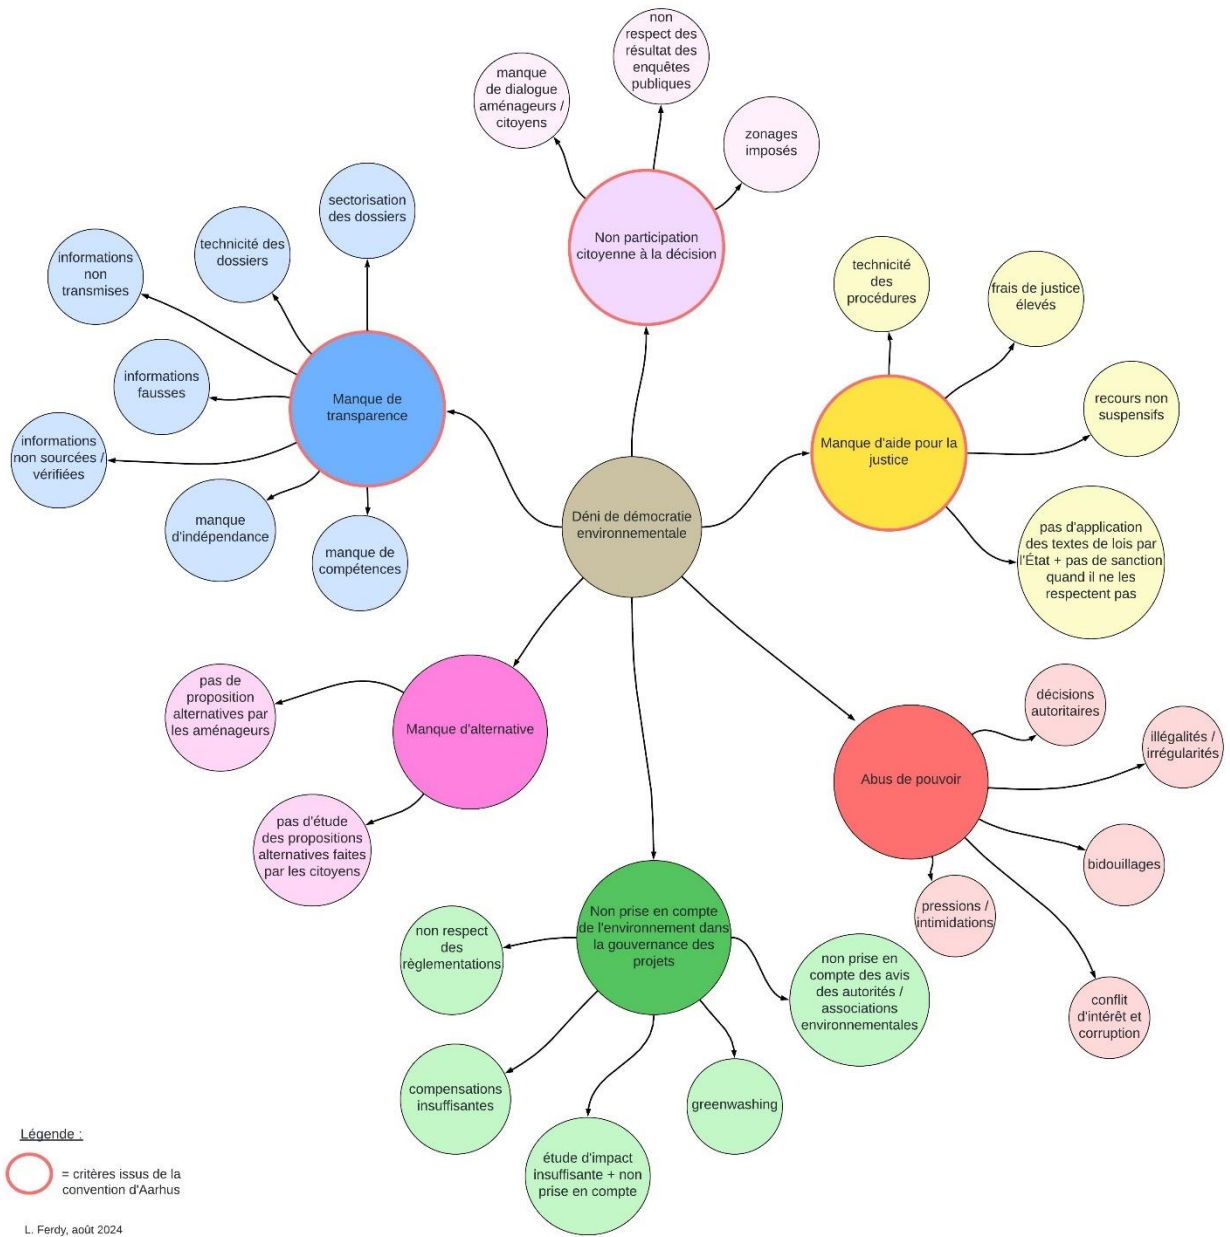 non
respect des
résultat des
enquêtes
publiques
manque
de dialogue
aménageurs /
citoyens
zonages
imposés
Non participation
citoyenne à la décision
sectorisation
des dossiers
technicité des
dossiers
informations
non
transmises
informations
fausses
informations
non sourcées /
vérifiées
manque
d'indépendance
manque de
compétences
Manque de
transparence
technicité
des
procédures
frais de justice
élevés
recours non
suspensifs
pas d'application
des textes de lois par
l'État + pas de sanction
quand il ne les
respectent pas
Manque d'aide pour la
justice
Déni de démocratie
environnementale
pas de
proposition
alternatives par
les aménageurs
pas d'étude
des propositions
alternatives faites
par les citoyens
Manque d'alternative
décisions
autoritaires
illégalités /
irrégularités
bidouillages
pressions /
intimidations
conflit
d'intérêt et
corruption
Abus de pouvoir
Non prise en compte
de l'environnement dans
la gouvernance des
projets
non respect
des
règlementations
compensations
insuffisantes
étude d'impact
insuffisante + non
prise en compte
greenwashing
non prise en
compte des avis
des autorités /
associations
environnementales
Légende :
= critères issus de la
convention d'Aarhus
L. Ferdy, août 2024